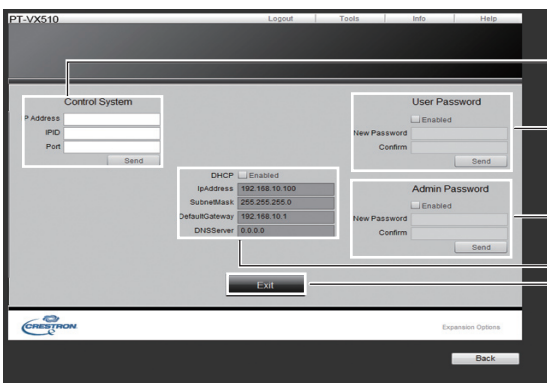 PT-VX510
Logout Tools Info Help
Control System
P Address
IPID
Port
Send
User Password
Enabled
New Password
Confirm
Send
DHCP Enabled
IpAddress 192.168.10.100
SubnetMask 255.255.255.0
DefaultGateway 192.168.10.1
DNSServer 0.0.0.0
Admin Password
Enabled
New Password
Confirm
Send
Exit
CRESTRON
Expansion Options
Back